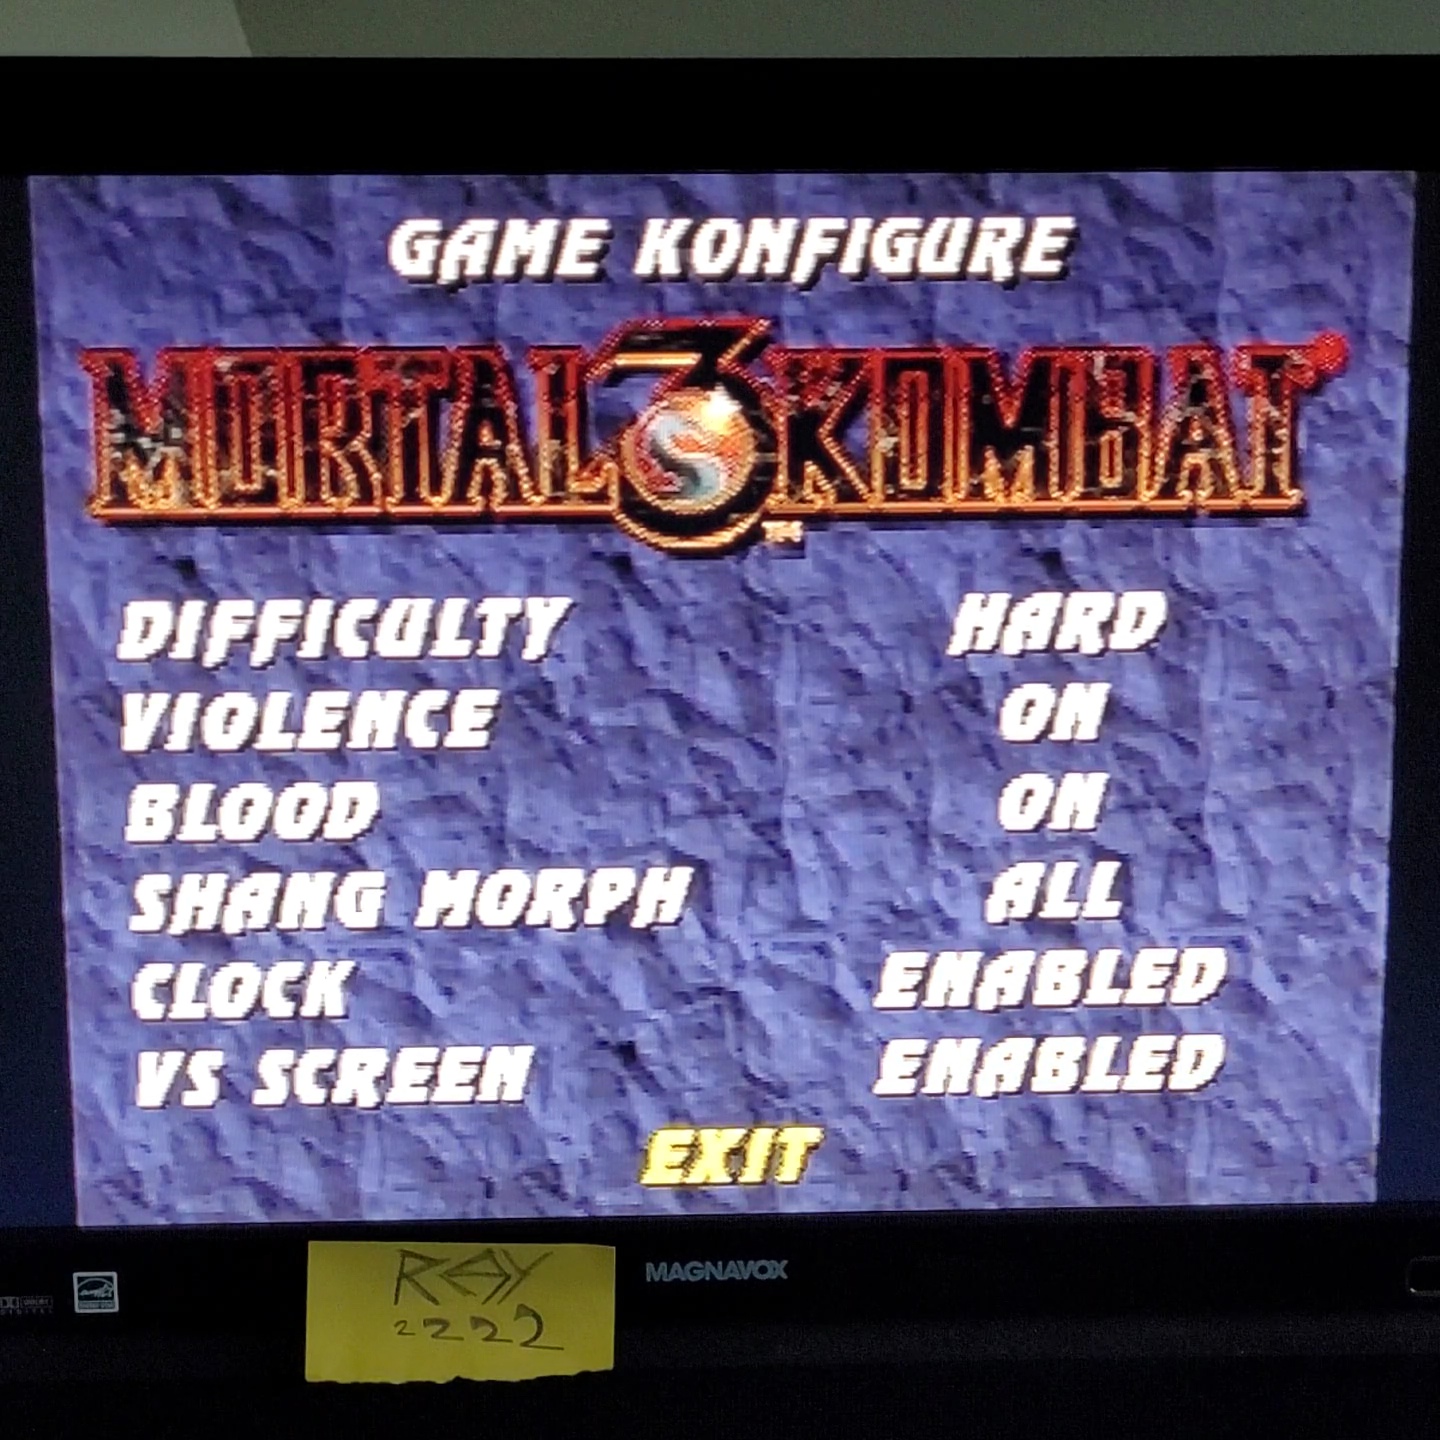 GAME KONFIGURE
MORTAL 3 KOMBAT
TM
DIFFICULTY HARD
VIOLENCE ON
BLOOD ON
SHANG MORPH ALL
CLOCK ENABLED
VS SCREEN ENABLED
EXIT
MAGNAVOX
RAY
2222